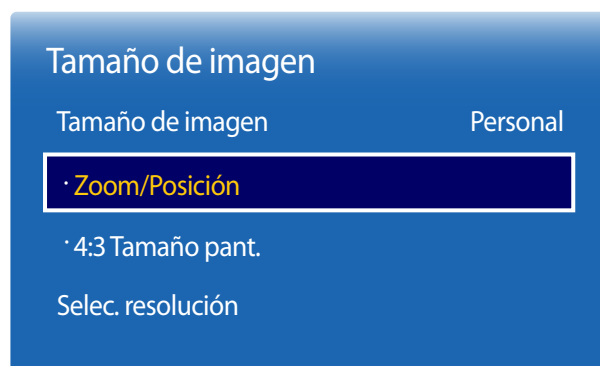 Tamaño de imagen
Tamaño de imagen Personal
· Zoom/Posición
· 4:3 Tamaño pant.
Selec. resolución